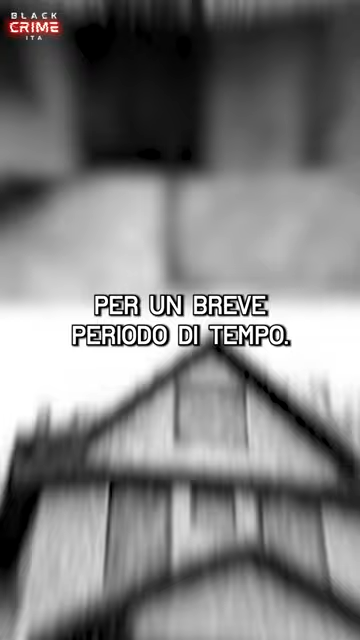 BLACK
CRIME
ITA
PER UN BREVE
PERIODO DI TEMPO.